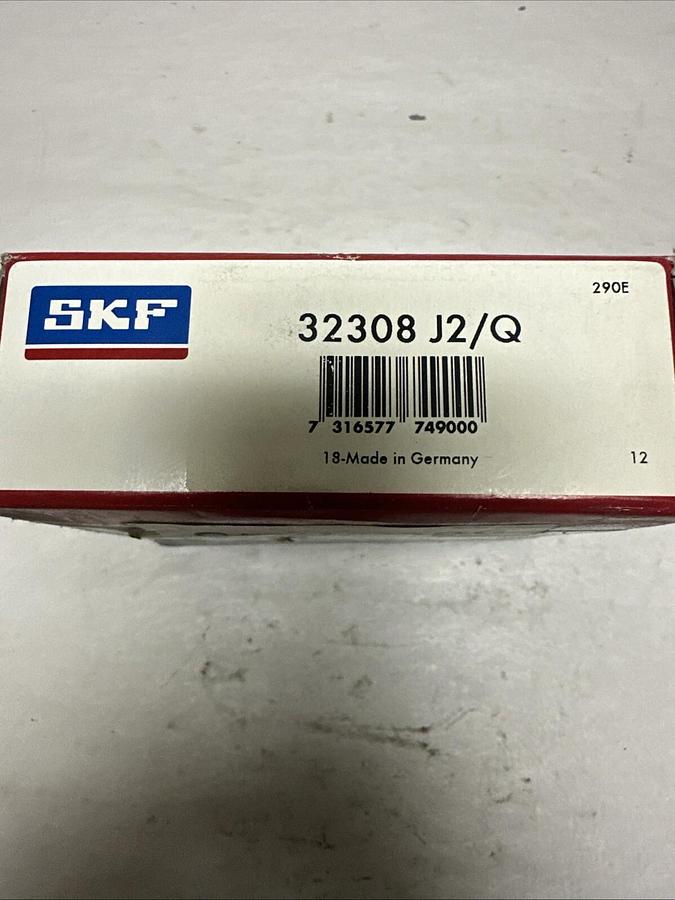 290E
SKF
32308 J2/Q
7 316577 749000
18-Made in Germany
12